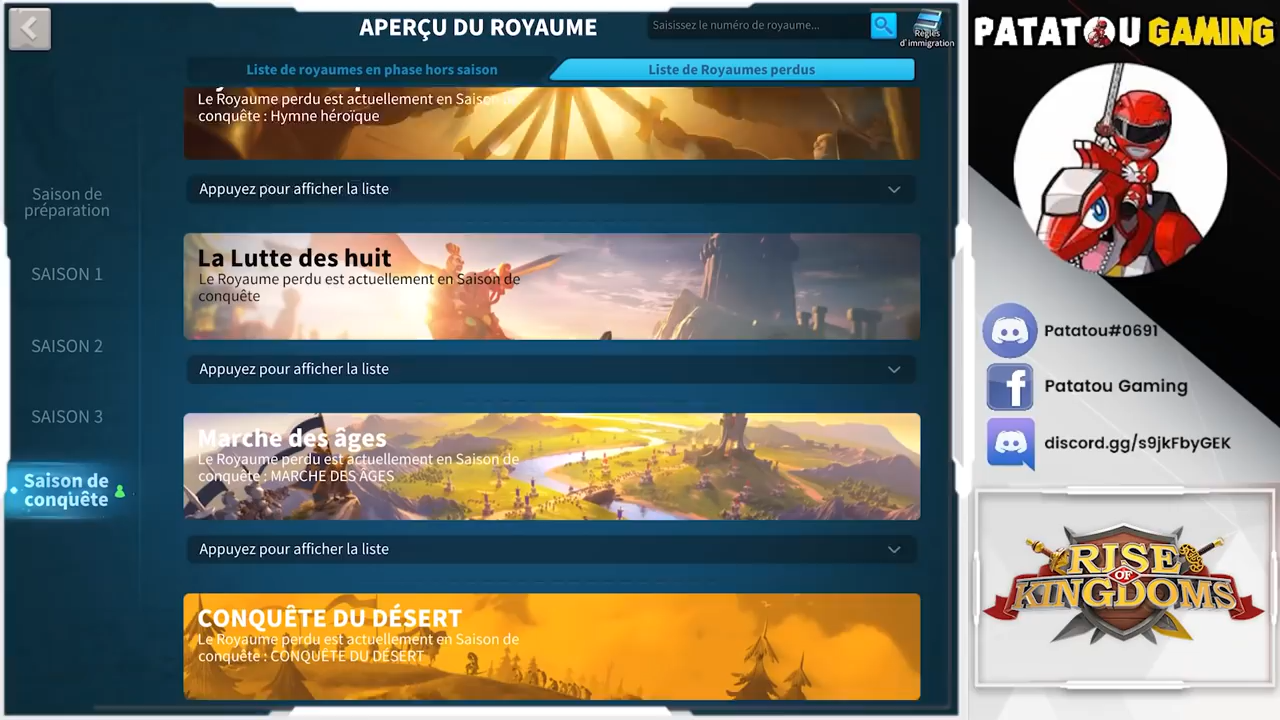 APERÇU DU ROYAUME
Saisissez le numéro de royaume...
Règles
d'immigration
Liste de royaumes en phase hors saison
Liste de Royaumes perdus
Le Royaume perdu est actuellement en Saison de
conquête : Hymne héroïque
Appuyez pour afficher la liste
Saison de
préparation
SAISON 1
SAISON 2
SAISON 3
Saison de
conquête
La Lutte des huit
Le Royaume perdu est actuellement en Saison de
conquête
Appuyez pour afficher la liste
Marche des âges
Le Royaume perdu est actuellement en Saison de
conquête : MARCHE DES ÂGES
Appuyez pour afficher la liste
CONQUÊTE DU DÉSERT
Le Royaume perdu est actuellement en Saison de
conquête : CONQUÊTE DU DÉSERT
PATATOU GAMING
Patatou#0691
Patatou Gaming
discord.gg/s9jkFbyGEK
RISE
OF
KINGDOMS